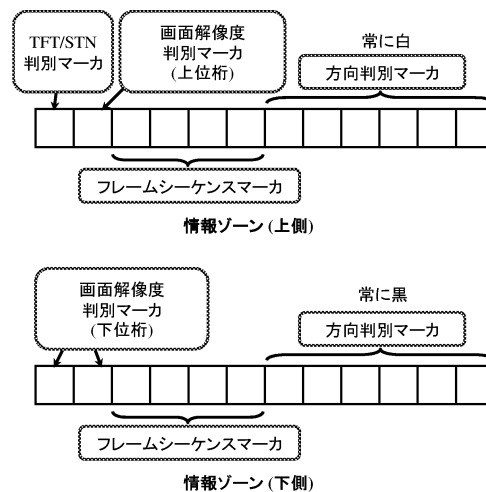 TFT/STN
判別マーカ
画面解像度
判別マーカ
(上位桁)
常に白
方向判別マーカ
フレームシーケンスマーカ
情報ゾーン (上側)
画面解像度
判別マーカ
(下位桁)
常に黒
方向判別マーカ
フレームシーケンスマーカ
情報ゾーン (下側)